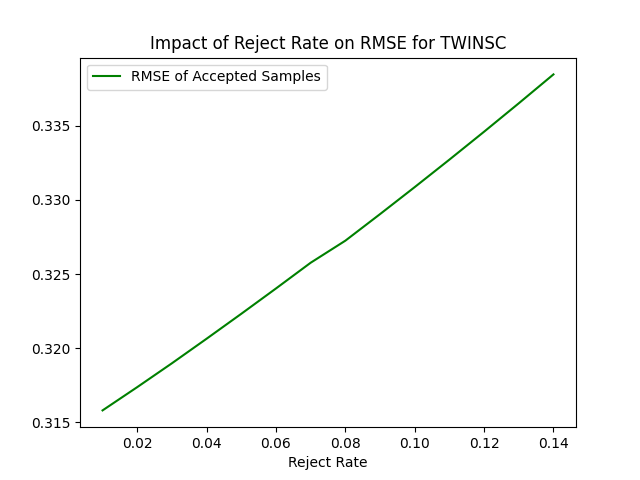 Impact of Reject Rate on RMSE for TWINSC
RMSE of Accepted Samples
0.335
0.330
0.325
0.320
0.315
0.02 0.04 0.06 0.08 0.10 0.12 0.14
Reject Rate